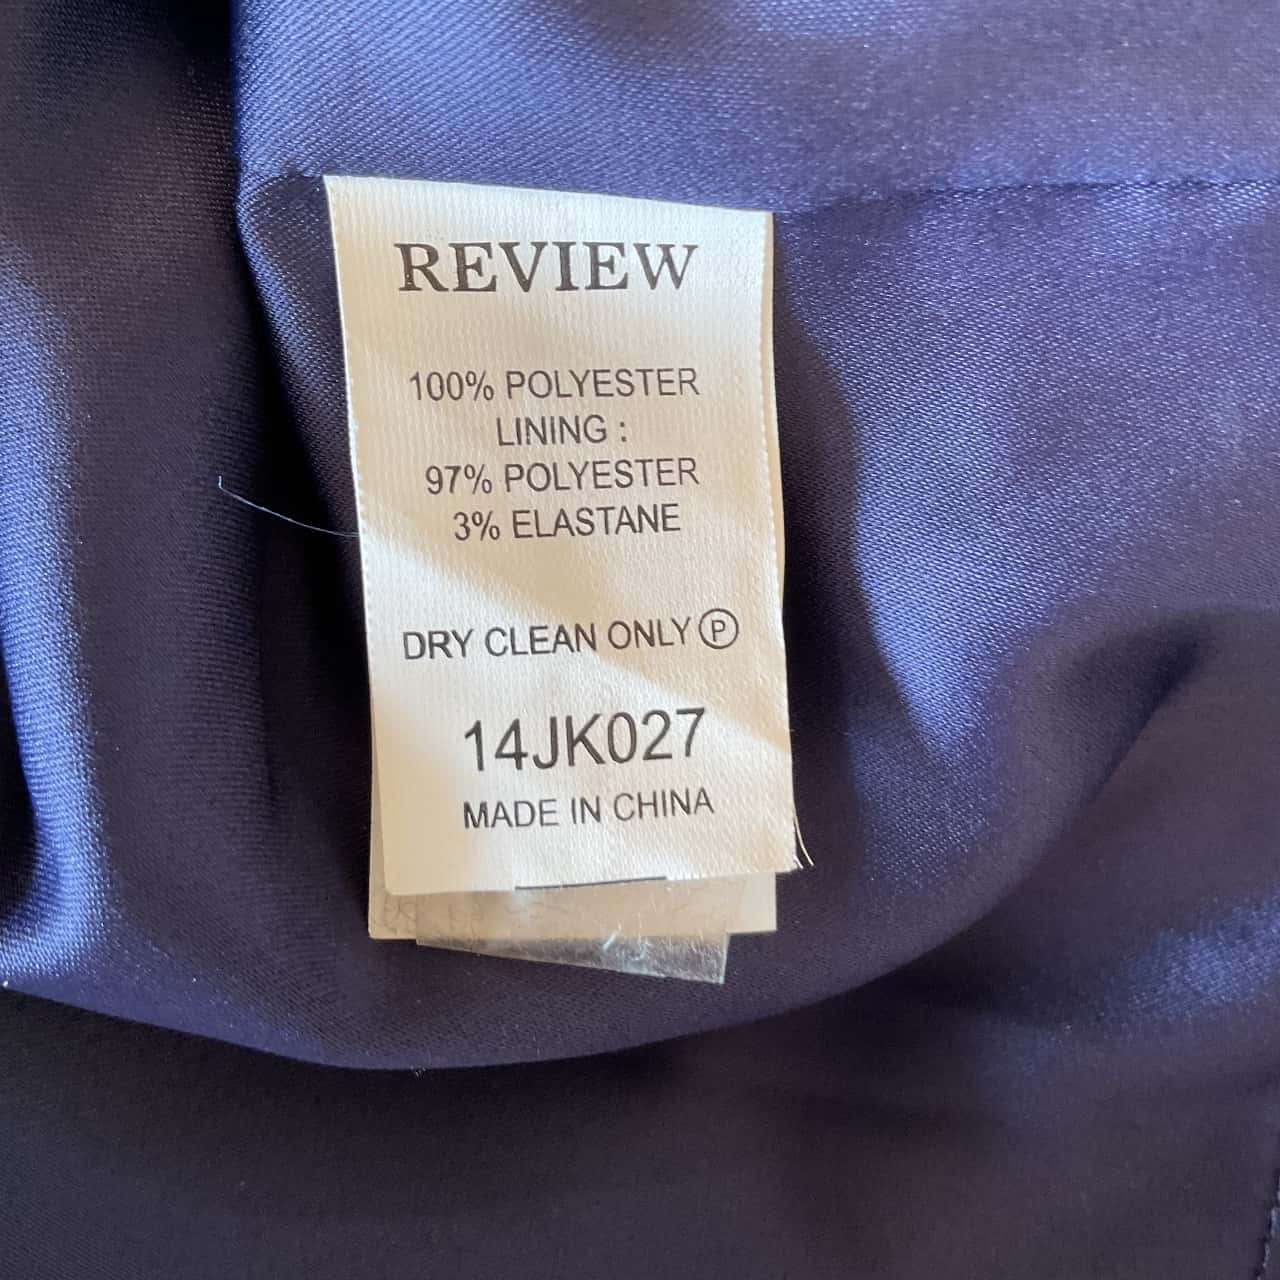 REVIEW
100% POLYESTER
LINING :
97% POLYESTER
3% ELASTANE
DRY CLEAN ONLY Ⓟ
14JK027
MADE IN CHINA